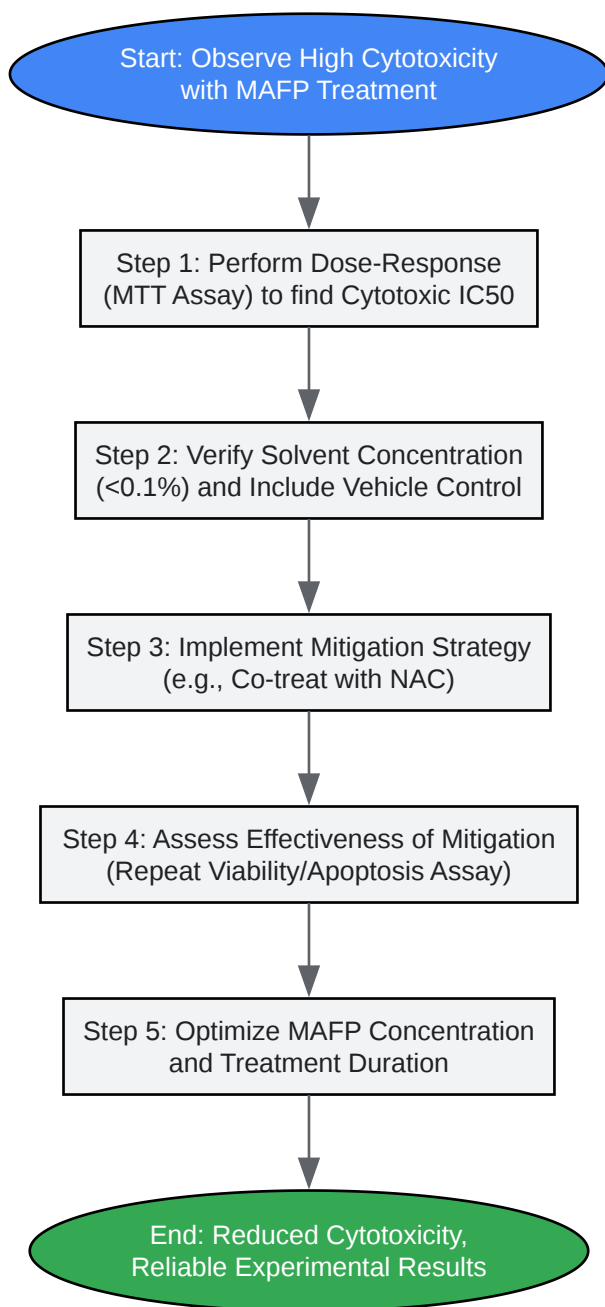 Start: Observe High Cytotoxicity
with MAFP Treatment
Step 1: Perform Dose-Response
(MTT Assay) to find Cytotoxic IC50
Step 2: Verify Solvent Concentration
(<0.1%) and Include Vehicle Control
Step 3: Implement Mitigation Strategy
(e.g., Co-treat with NAC)
Step 4: Assess Effectiveness of Mitigation
(Repeat Viability/Apoptosis Assay)
Step 5: Optimize MAFP Concentration
and Treatment Duration
End: Reduced Cytotoxicity,
Reliable Experimental Results